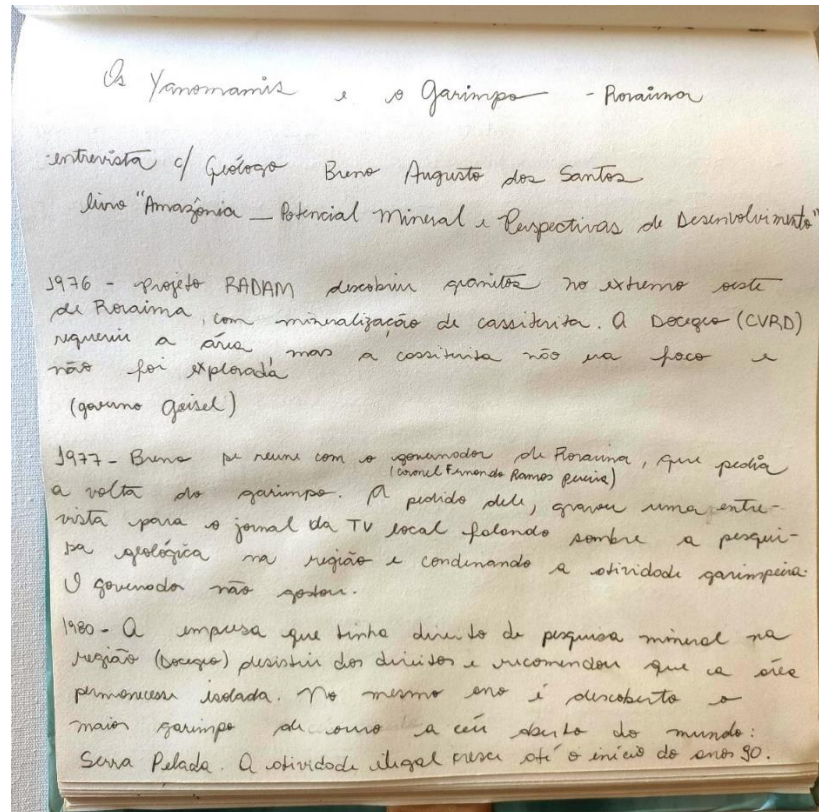 Os Yanomamis e o Garimpo - Roraima
entrevista c/ Geólogo Breno Augusto dos Santos
livro "Amazônia - Potencial Mineral e Perspectivas de Desenvolvimento"
1976 - projeto RADAM descobriu granitos no extremo oeste
de Roraima, com mineralização de cassiterita. A Docegeo (CVRD)
requeriu a área, mas a cassiterita não era foco e
não foi explorada
(governo Geisel)
1977 - Breno se reune com o governador de Roraima, que pedia
(coronel Fernando Ramos Pereira)
a volta do garimpo. A pedido dele, gravou uma entre-
vista para o jornal da TV local falando sombre a pesqui-
sa geológica na região e condenando a atividade garimpeira.
O governador não gostou.
1980 - A empresa que tinha direito de pesquisa mineral na
região (Docegeo) desistiu dos direitos e recomendou que a área
permanecesse isolada. No mesmo ano é descoberto o
maior garimpo de ouro a céu aberto do mundo:
Serra Pelada. A atividade ilegal cresce até o início do anos 90.